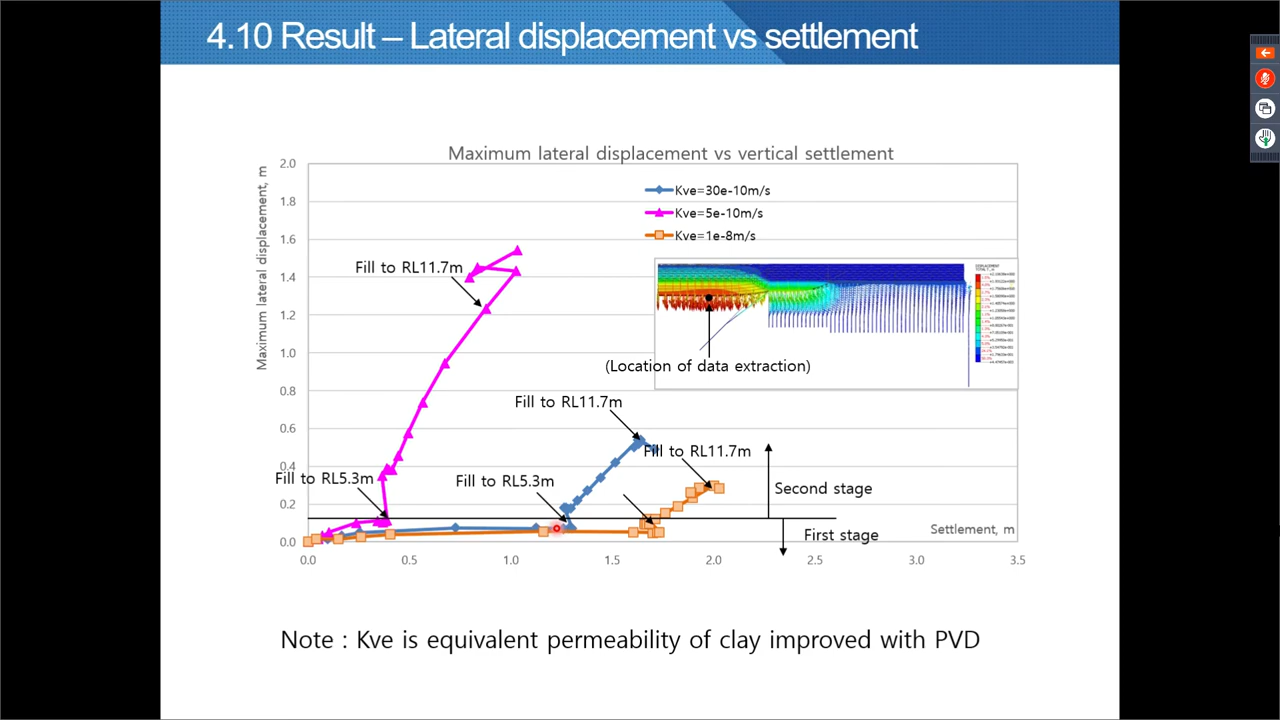 4.10 Result – Lateral displacement vs settlement
Maximum lateral displacement vs vertical settlement
Maximum lateral displacement, m
2.0
1.8
1.6
1.4
1.2
1.0
0.8
0.6
0.4
0.2
0.0
Kve=30e-10m/s
Kve=5e-10m/s
Kve=1e-8m/s
Fill to RL11.7m
(Location of data extraction)
Fill to RL11.7m
Fill to RL11.7m
Fill to RL5.3m
Fill to RL5.3m
Second stage
First stage
Settlement, m
0.0 0.5 1.0 1.5 2.0 2.5 3.0 3.5
Note : Kve is equivalent permeability of clay improved with PVD